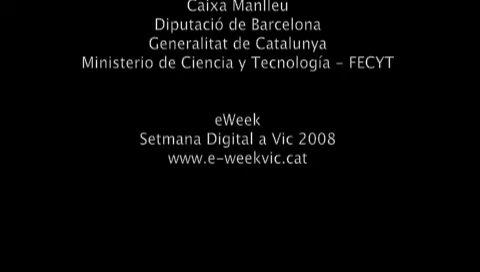 Caixa Manlleu
Diputació de Barcelona
Generalitat de Catalunya
Ministerio de Ciencia y Tecnología - FECYT
eWeek
Setmana Digital a Vic 2008
www.e-weekvic.cat